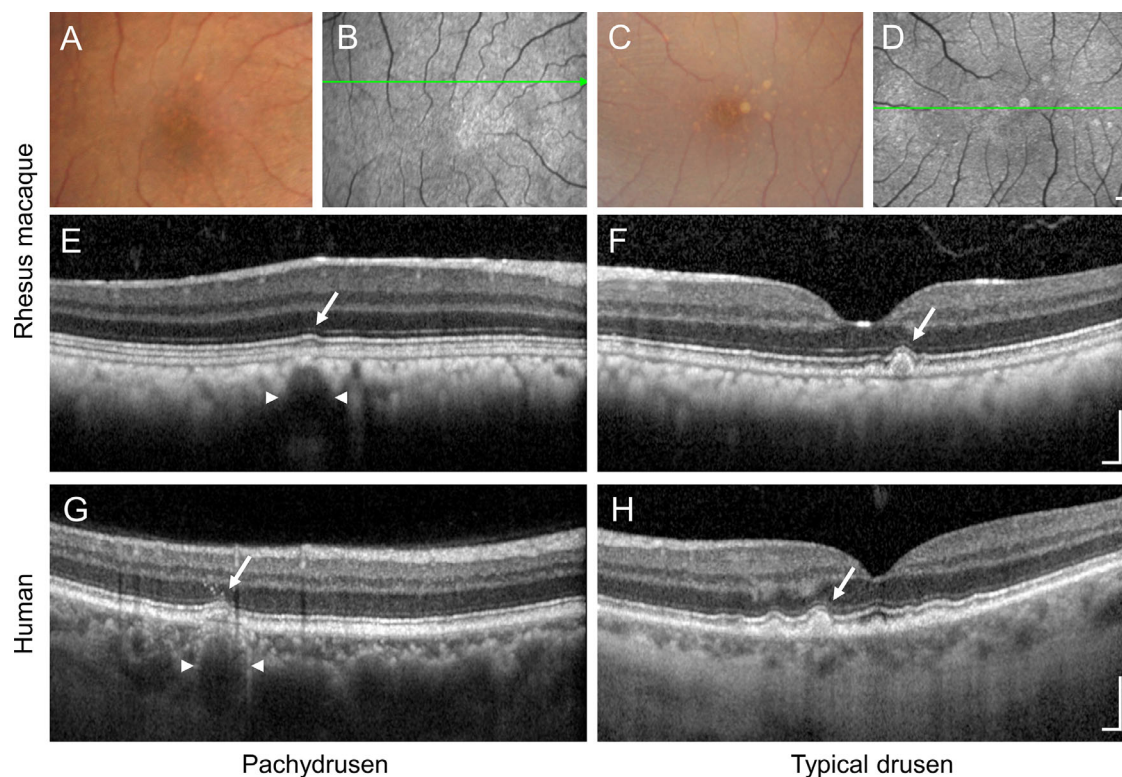 A
B
C
D
Rhesus macaque
E
F
G
H
Human
Pachydrusen
Typical drusen